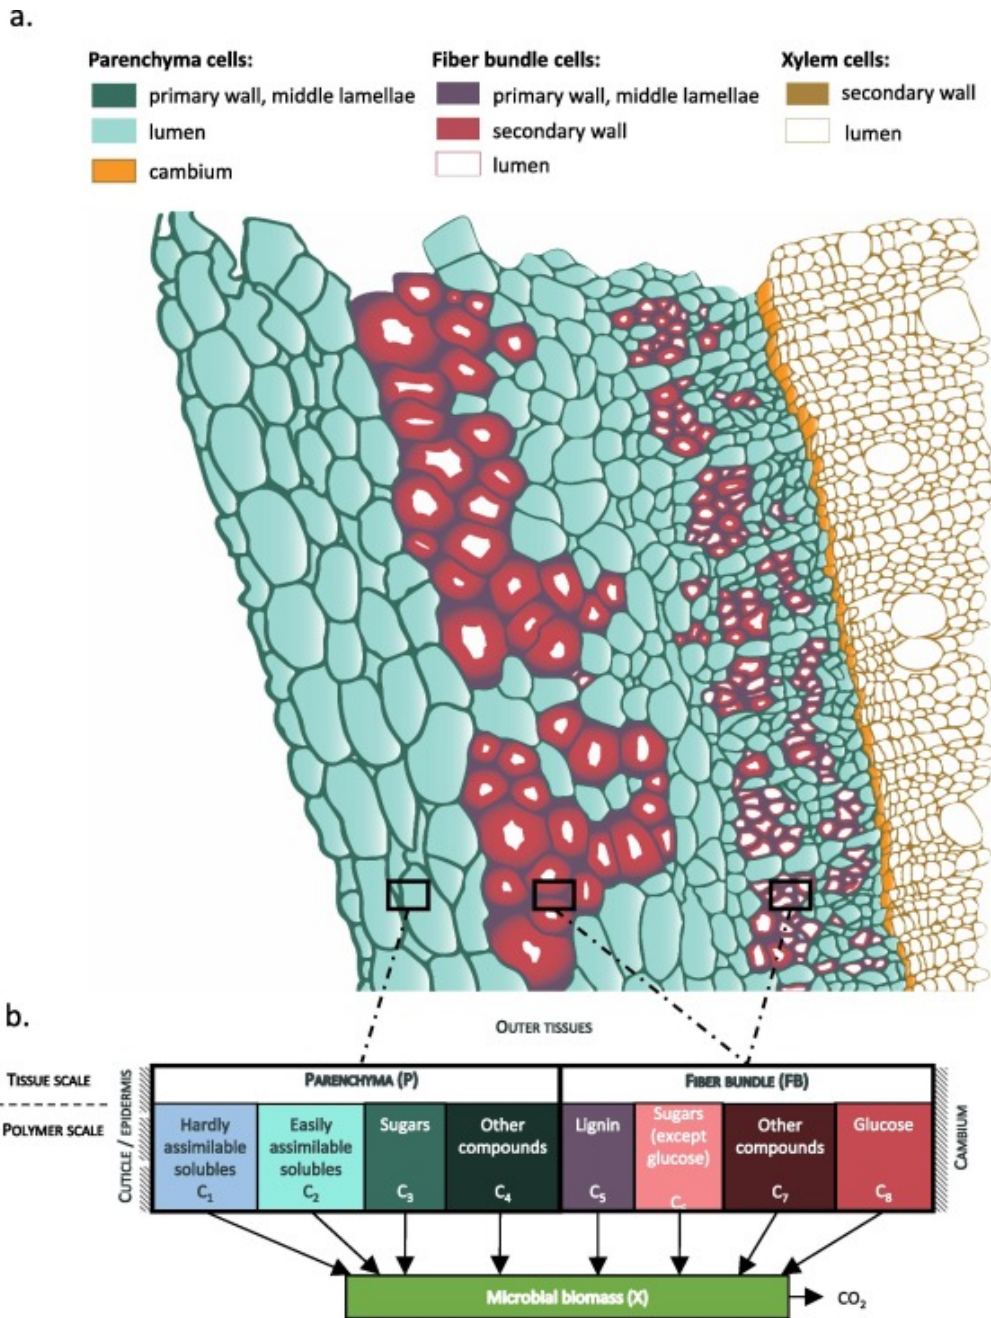 a.
Parenchyma cells:
primary wall, middle lamellae
lumen
cambium
Fiber bundle cells:
primary wall, middle lamellae
secondary wall
lumen
Xylem cells:
secondary wall
lumen
b.
OUTER TISSUES
TISSUE SCALE
POLYMER SCALE
CUTICLE / EPIDERMIS
PARENCHYMA (P)
FIBER BUNDLE (FB)
CAMBIUM
Hardly
assimilable
solubles
C1
Easily
assimilable
solubles
C2
Sugars
C3
Other
compounds
C4
Lignin
C5
Sugars
(except
glucose)
Other
compounds
C7
Glucose
C8
Microbial biomass (X)
CO2